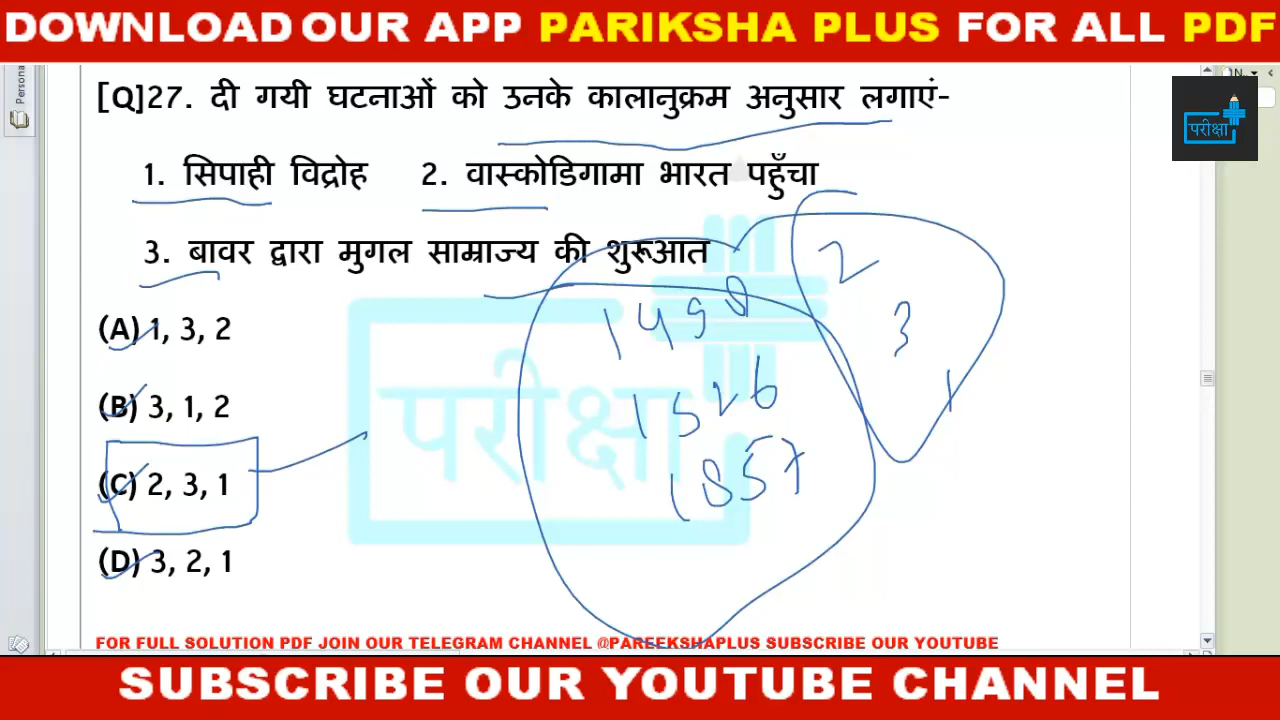 DOWNLOAD OUR APP PARIKSHA PLUS FOR ALL PDF
Persona
[Q]27. दी गयी घटनाओं को उनके कालानुक्रम अनुसार लगाएं-
परीक्षा
1. सिपाही विद्रोह 2. वास्कोडिगामा भारत पहुँचा
3. बावर द्वारा मुगल साम्राज्य की शुरूआत
2
3
1
1498
1526
1857
(A) 1, 3, 2
(B) 3, 1, 2
(C) 2, 3, 1
(D) 3, 2, 1
परीक्षा
FOR FULL SOLUTION PDF JOIN OUR TELEGRAM CHANNEL @PAREEKSHAPLUS SUBSCRIBE OUR YOUTUBE
SUBSCRIBE OUR YOUTUBE CHANNEL